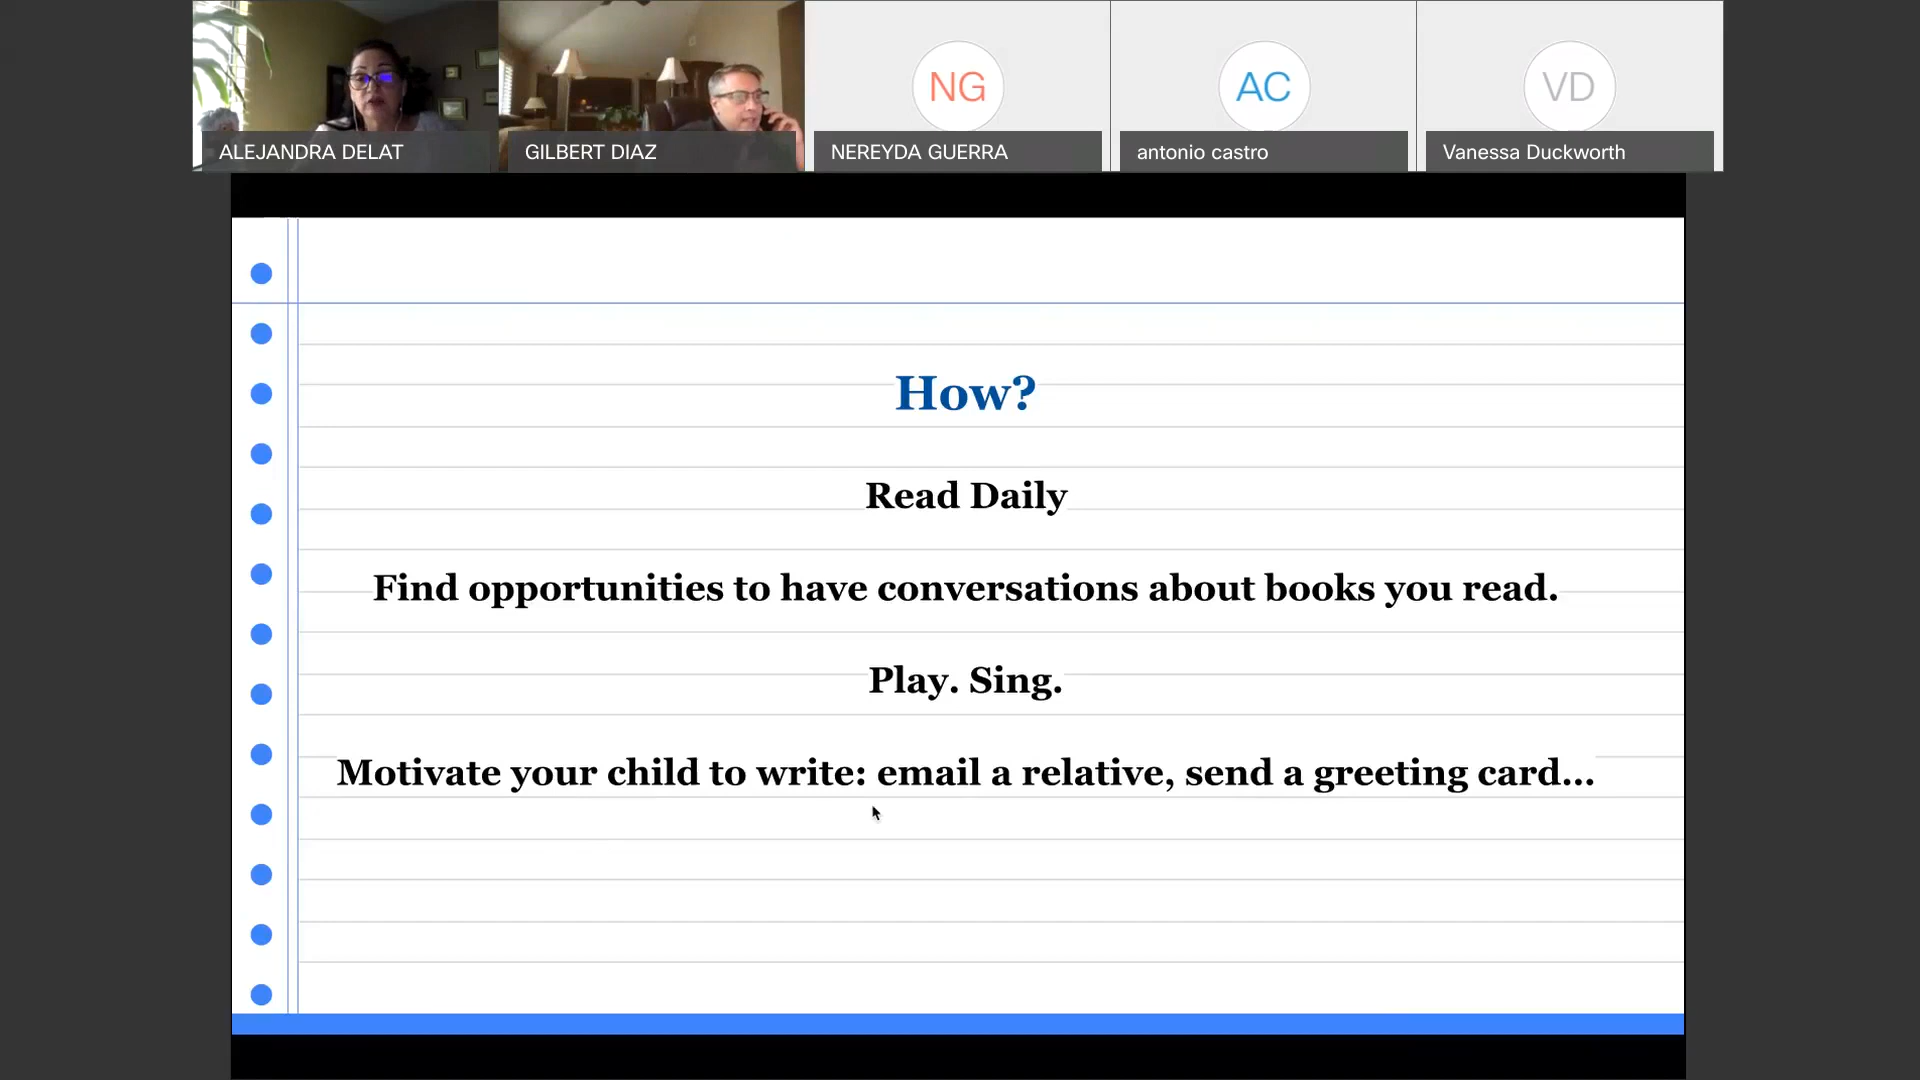 NG
AC
VD
ALEJANDRA DELAT
GILBERT DIAZ
NEREYDA GUERRA
antonio castro
Vanessa Duckworth
How?
Read Daily
Find opportunities to have conversations about books you read.
Play. Sing.
Motivate your child to write: email a relative, send a greeting card...